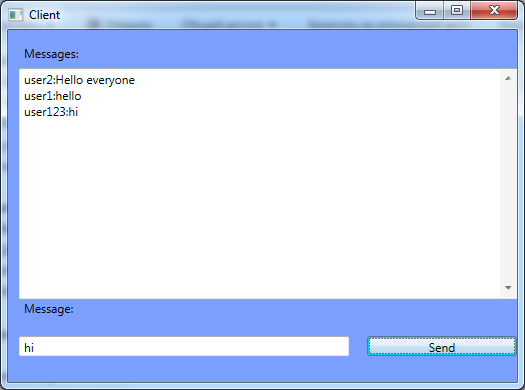 Client
Messages:
user2:Hello everyone
user1:hello
user123:hi
Message:
hi
Send